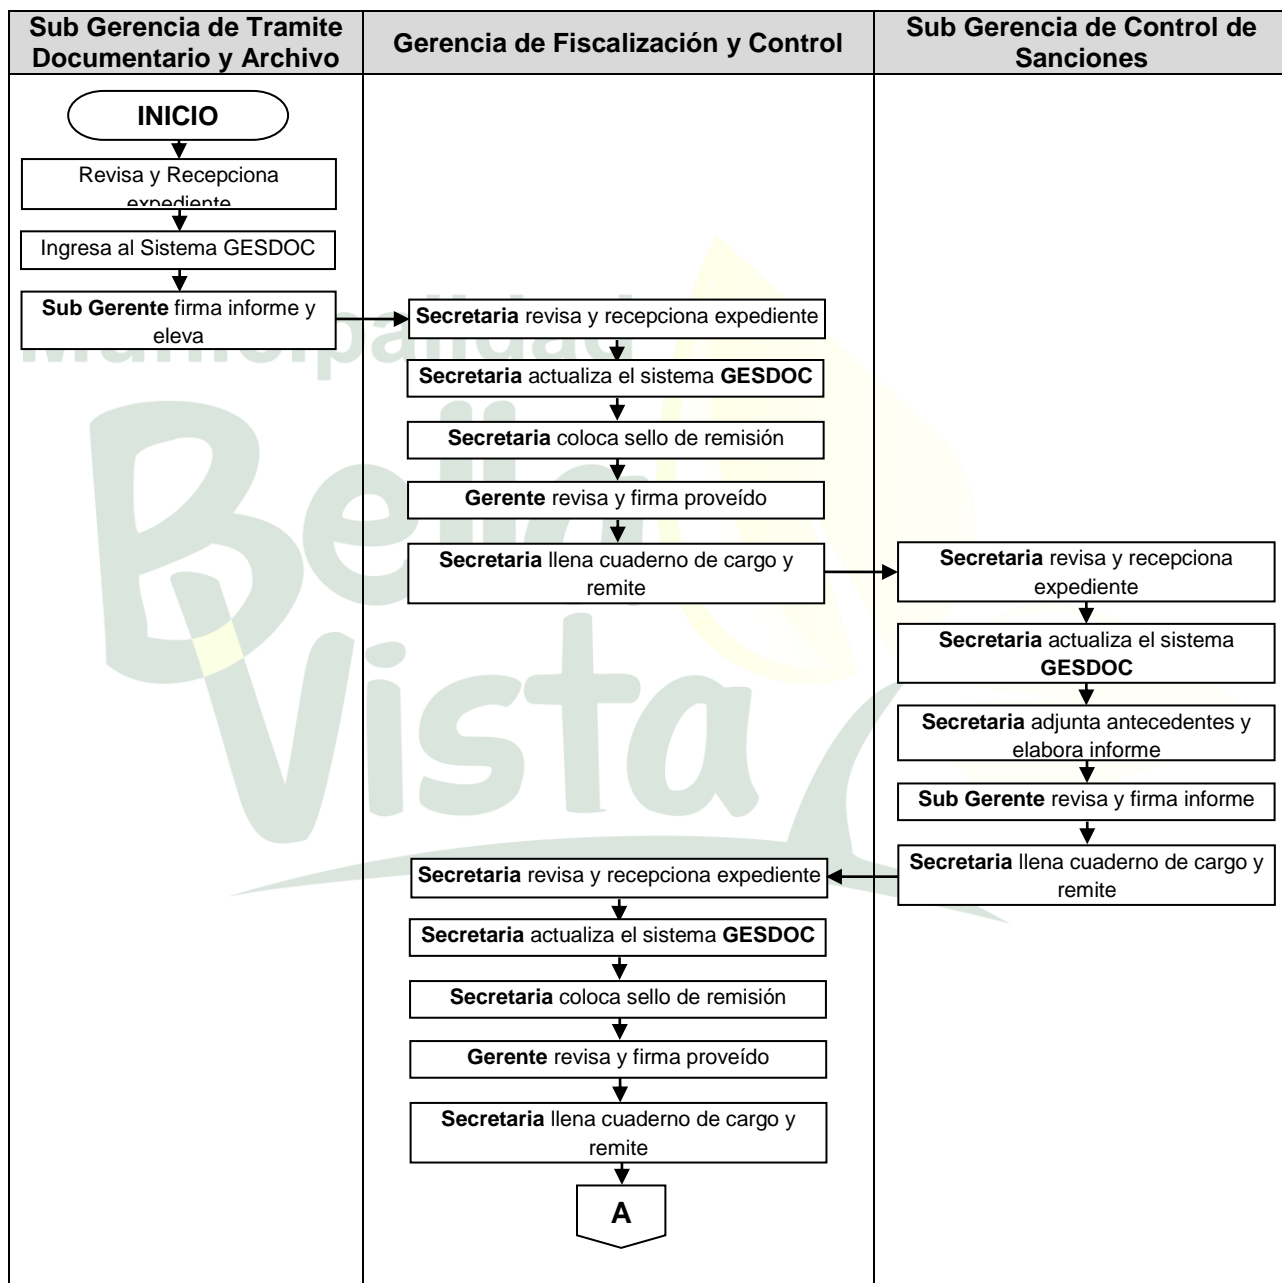 Sub Gerencia de Tramite
Documentario y Archivo
Gerencia de Fiscalización y Control
Sub Gerencia de Control de
Sanciones
INICIO
Revisa y Recepciona
expediente
Ingresa al Sistema GESDOC
Sub Gerente firma informe y
eleva
Secretaria revisa y recepciona expediente
Secretaria actualiza el sistema GESDOC
Secretaria coloca sello de remisión
Gerente revisa y firma proveído
Secretaria llena cuaderno de cargo y
remite
Secretaria revisa y recepciona
expediente
Secretaria actualiza el sistema
GESDOC
Secretaria adjunta antecedentes y
elabora informe
Sub Gerente revisa y firma informe
Secretaria llena cuaderno de cargo y
remite
Secretaria revisa y recepciona expediente
Secretaria actualiza el sistema GESDOC
Secretaria coloca sello de remisión
Gerente revisa y firma proveído
Secretaria llena cuaderno de cargo y
remite
A
Municipalidad
Bella
Vista